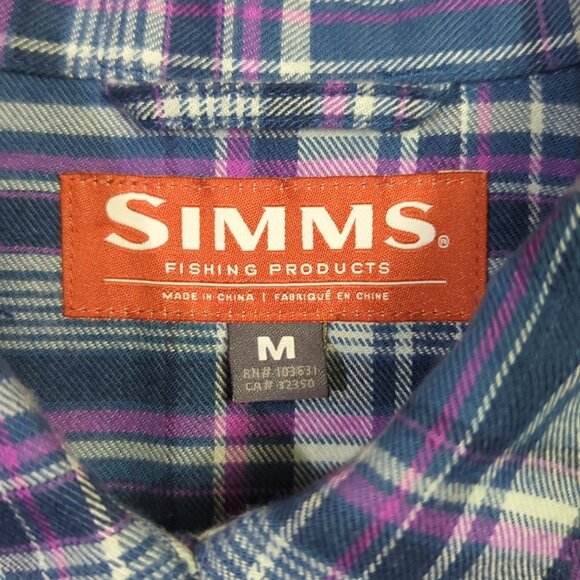 SIMMS®
FISHING PRODUCTS
MADE IN CHINA | FABRIQUÉ EN CHINE
M
RN# 103631
CA# 32350